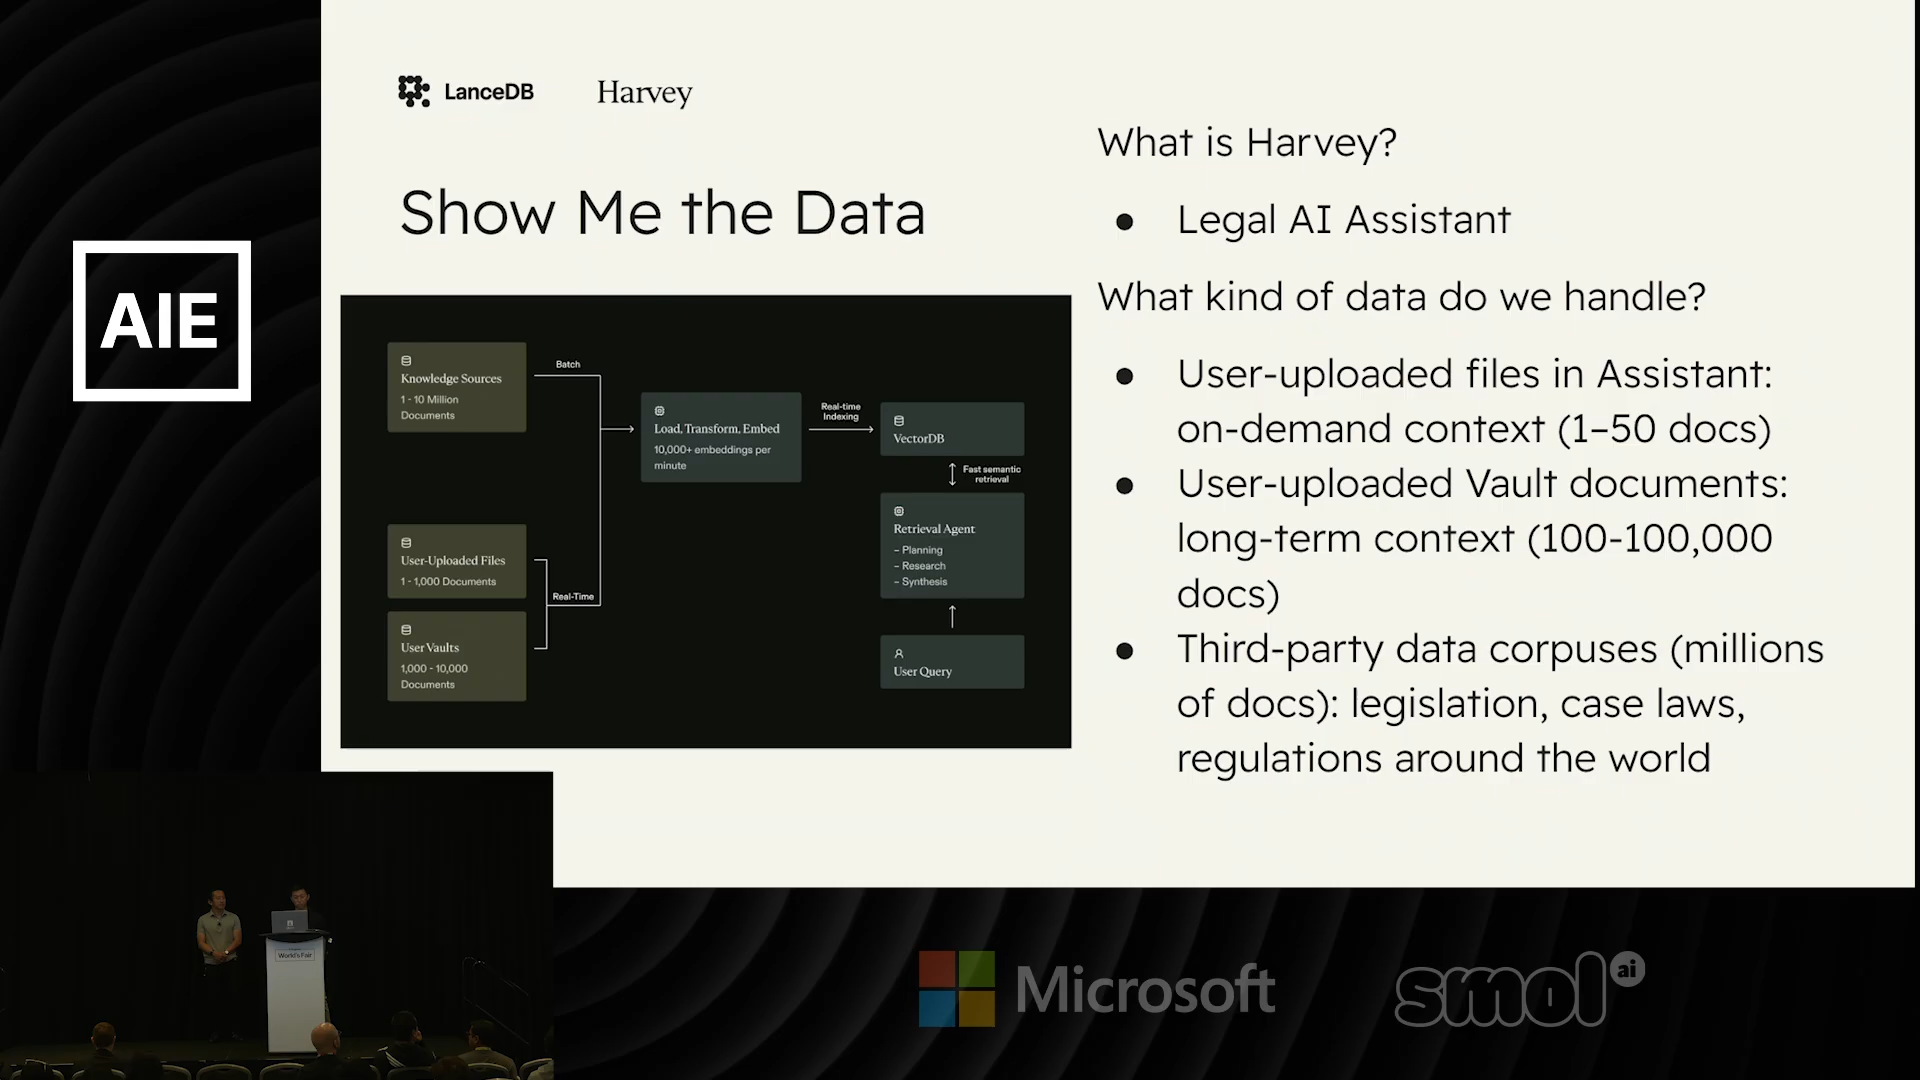 LanceDB Harvey
Show Me the Data
AIE
Knowledge Sources
1 - 10 Million
Documents
Batch
User-Uploaded Files
1 - 1,000 Documents
Real-Time
User Vaults
1,000 - 10,000
Documents
Load, Transform, Embed
10,000+ embeddings per
minute
Real-time
Indexing
VectorDB
Fast semantic
retrieval
Retrieval Agent
- Planning
- Research
- Synthesis
User Query
What is Harvey?
● Legal AI Assistant
What kind of data do we handle?
● User-uploaded files in Assistant:
on-demand context (1–50 docs)
● User-uploaded Vault documents:
long-term context (100-100,000
docs)
● Third-party data corpuses (millions
of docs): legislation, case laws,
regulations around the world
World's Fair
Microsoft
smol ai